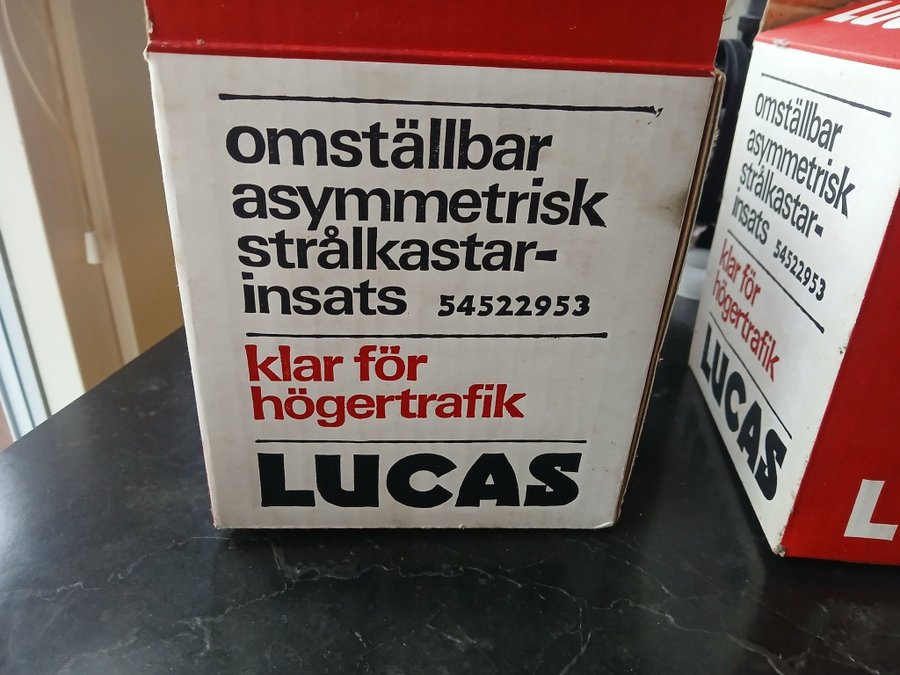 omställbar
asymmetrisk
strålkastar-
insats 54522953
klar för
högertrafik
LUCAS
omställbar
asymmetrisk
strålkastar-
insats 54522953
klar för
högertrafik
LUCAS